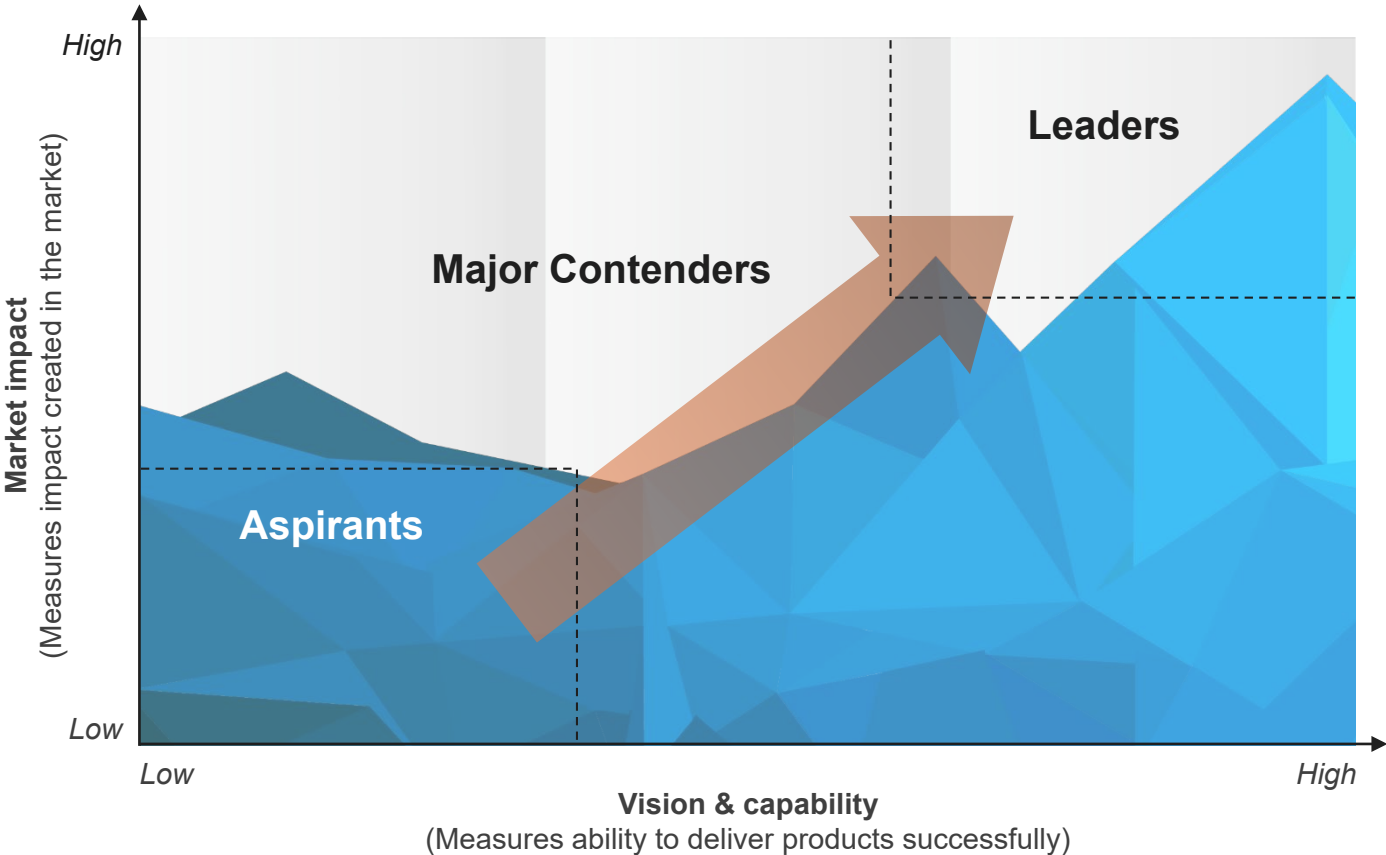 High
Leaders
Major Contenders
Market impact
(Measures impact created in the market)
Aspirants
Low
Low
High
Vision & capability
(Measures ability to deliver products successfully)